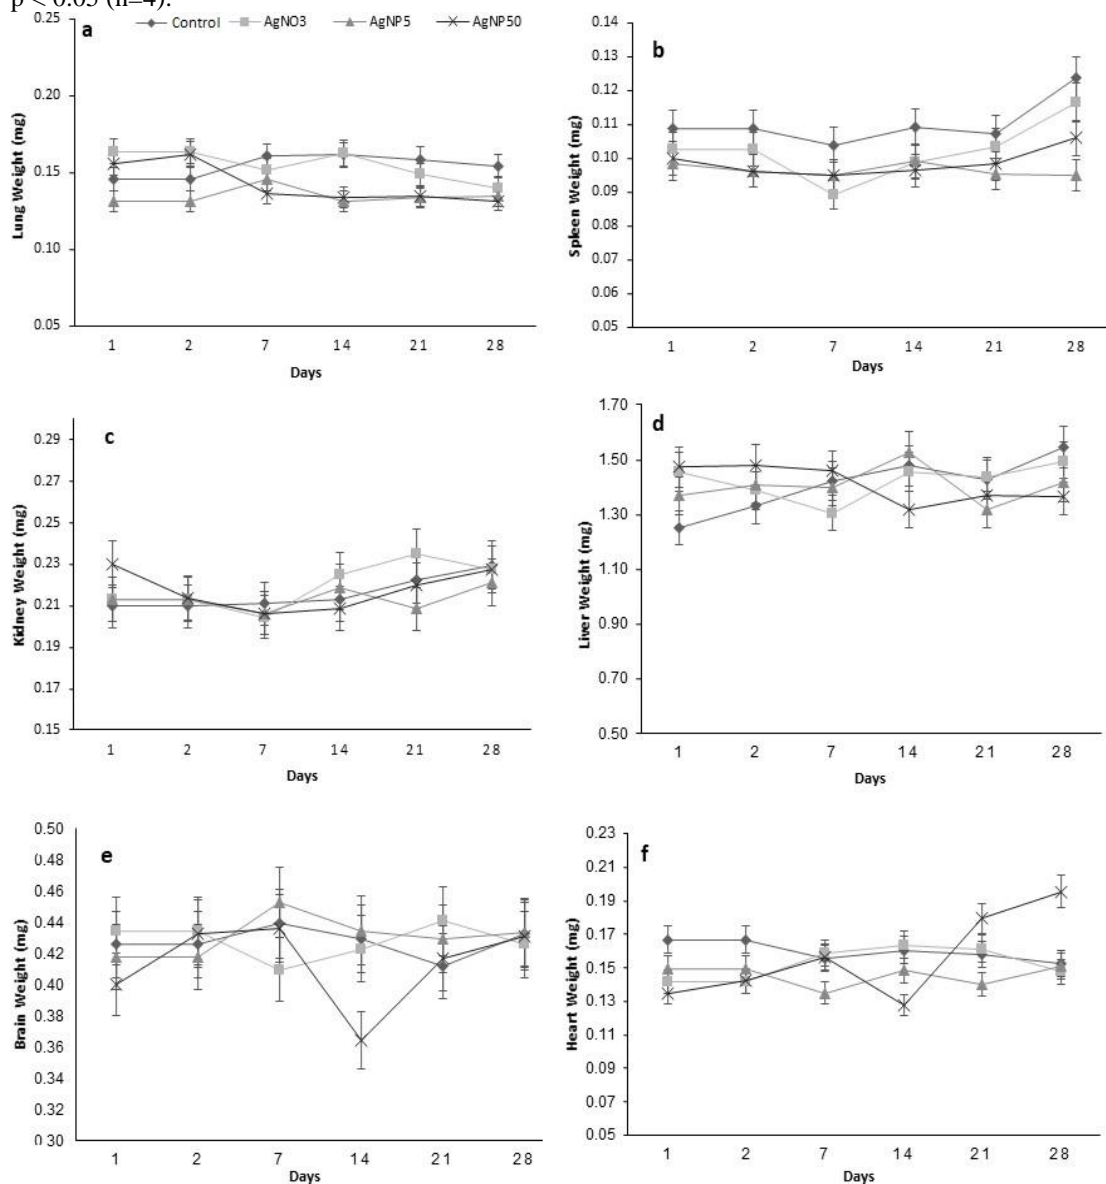 p < 0.05 (n=4).
a
Control AgNO3 AgNP5 AgNP50
0.25
0.20
0.15
0.10
0.05
Lung Weight (mg)
1 2 7 14 21 28
Days
b
0.14
0.13
0.12
0.11
0.10
0.09
0.08
0.07
0.06
0.05
Spleen Weight (mg)
1 2 7 14 21 28
Days
c
0.29
0.27
0.25
0.23
0.21
0.19
0.17
0.15
Kidney Weight (mg)
1 2 7 14 21 28
Days
d
1.70
1.50
1.30
1.10
0.90
0.70
0.50
Liver Weight (mg)
1 2 7 14 21 28
Days
e
0.50
0.48
0.46
0.44
0.42
0.40
0.38
0.36
0.34
0.32
0.30
Brain Weight (mg)
1 2 7 14 21 28
Days
f
0.23
0.21
0.19
0.17
0.15
0.13
0.11
0.09
0.07
0.05
Heart Weight (mg)
1 2 7 14 21 28
Days